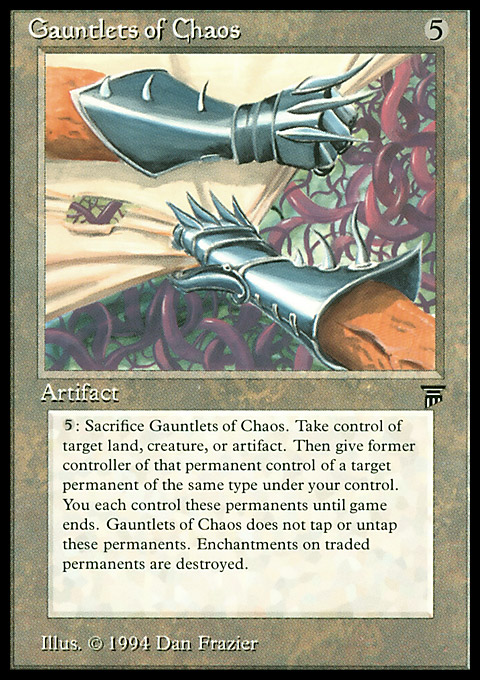 Gauntlets of Chaos 5
Artifact
5: Sacrifice Gauntlets of Chaos. Take control of
target land, creature, or artifact. Then give former
controller of that permanent control of a target
permanent of the same type under your control.
You each control these permanents until game
ends. Gauntlets of Chaos does not tap or untap
these permanents. Enchantments on traded
permanents are destroyed.
Illus. © 1994 Dan Frazier